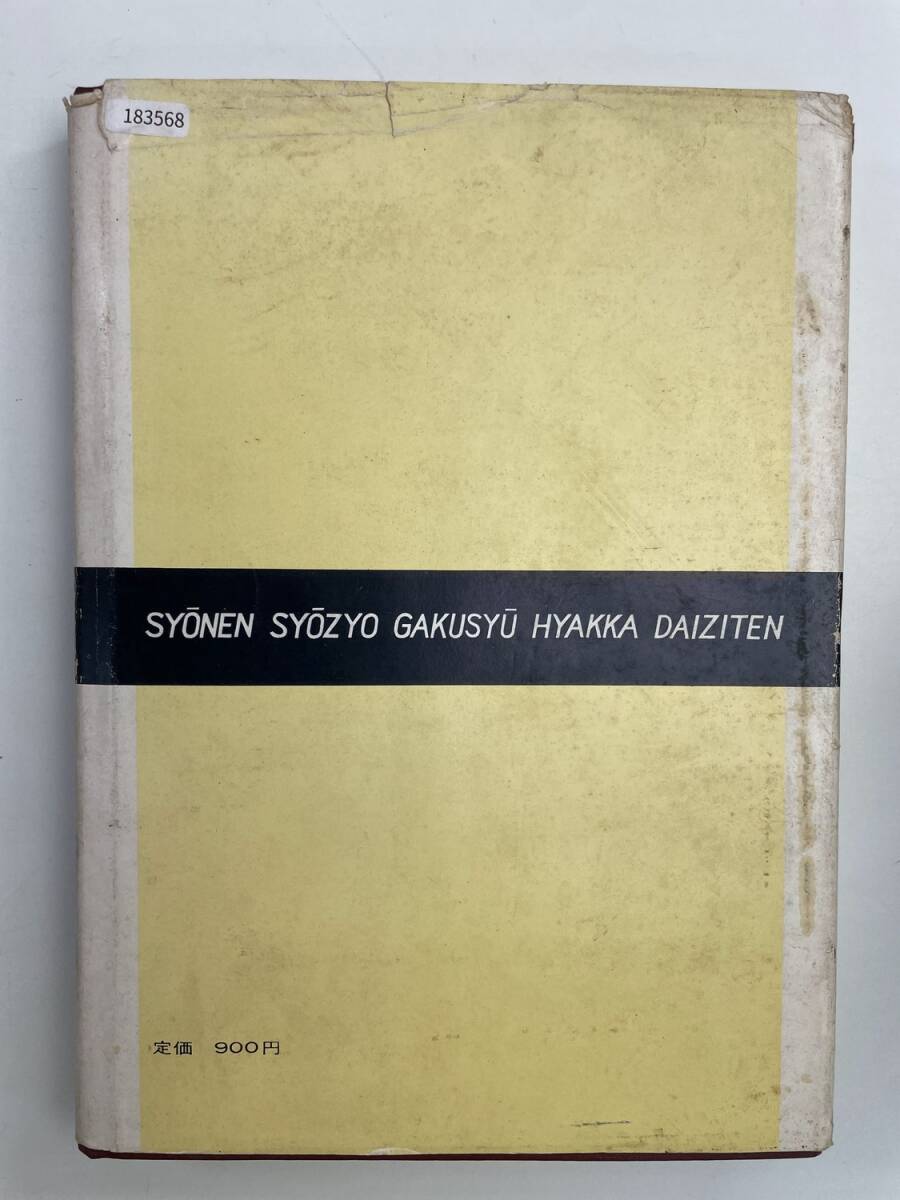 183568
SYŌNEN SYŌZYO GAKUSYŪ HYAKKA DAIZITEN
定価 900円